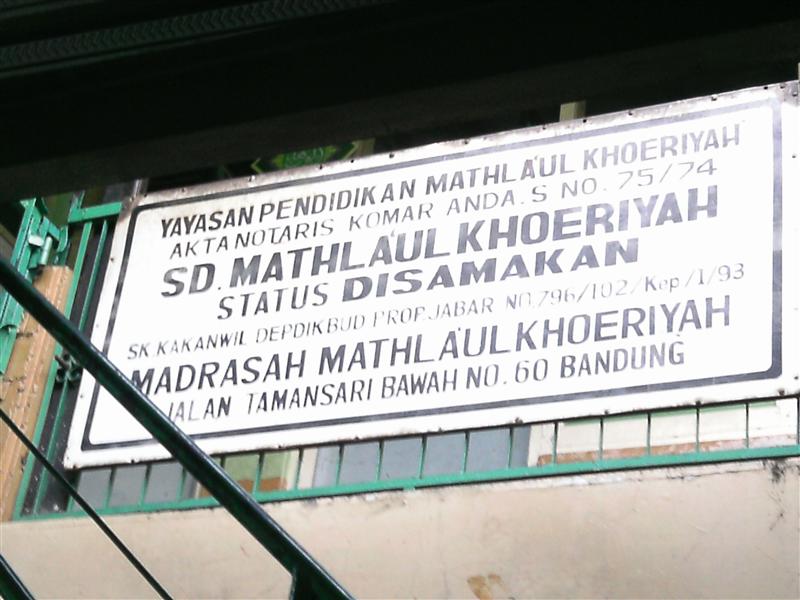 YAYASAN PENDIDIKAN MATHLA'UL KHOERIYAH
AKTA NOTARIS KOMAR ANDA.S NO. 75/74
SD. MATHLA'UL KHOERIYAH
STATUS DISAMAKAN
SK. KAKANWIL DEPDIKBUD PROP. JABAR NO. 796/102/Kep/I/93
MADRASAH MATHLA'UL KHOERIYAH
JALAN TAMANSARI BAWAH NO. 60 BANDUNG